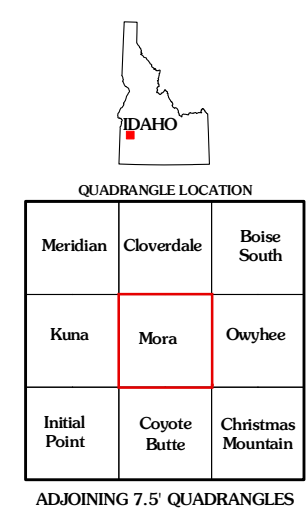 IDAHO
QUADRANGLE LOCATION
Meridian
Cloverdale
Boise
South
Kuna
Mora
Owyhee
Initial
Point
Coyote
Butte
Christmas
Mountain
ADJOINING 7.5' QUADRANGLES